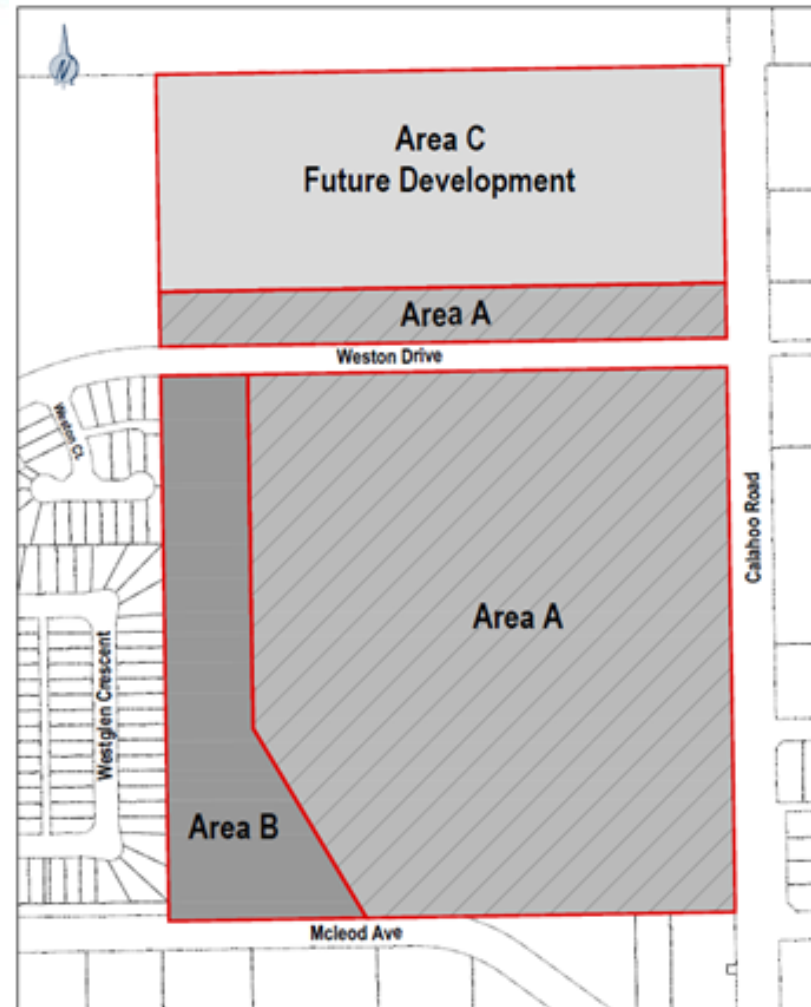 N
Area C
Future Development
Area A
Weston Drive
Weston Ct.
Calahoo Road
Area A
Westglen Crescent
Area B
Mcleod Ave